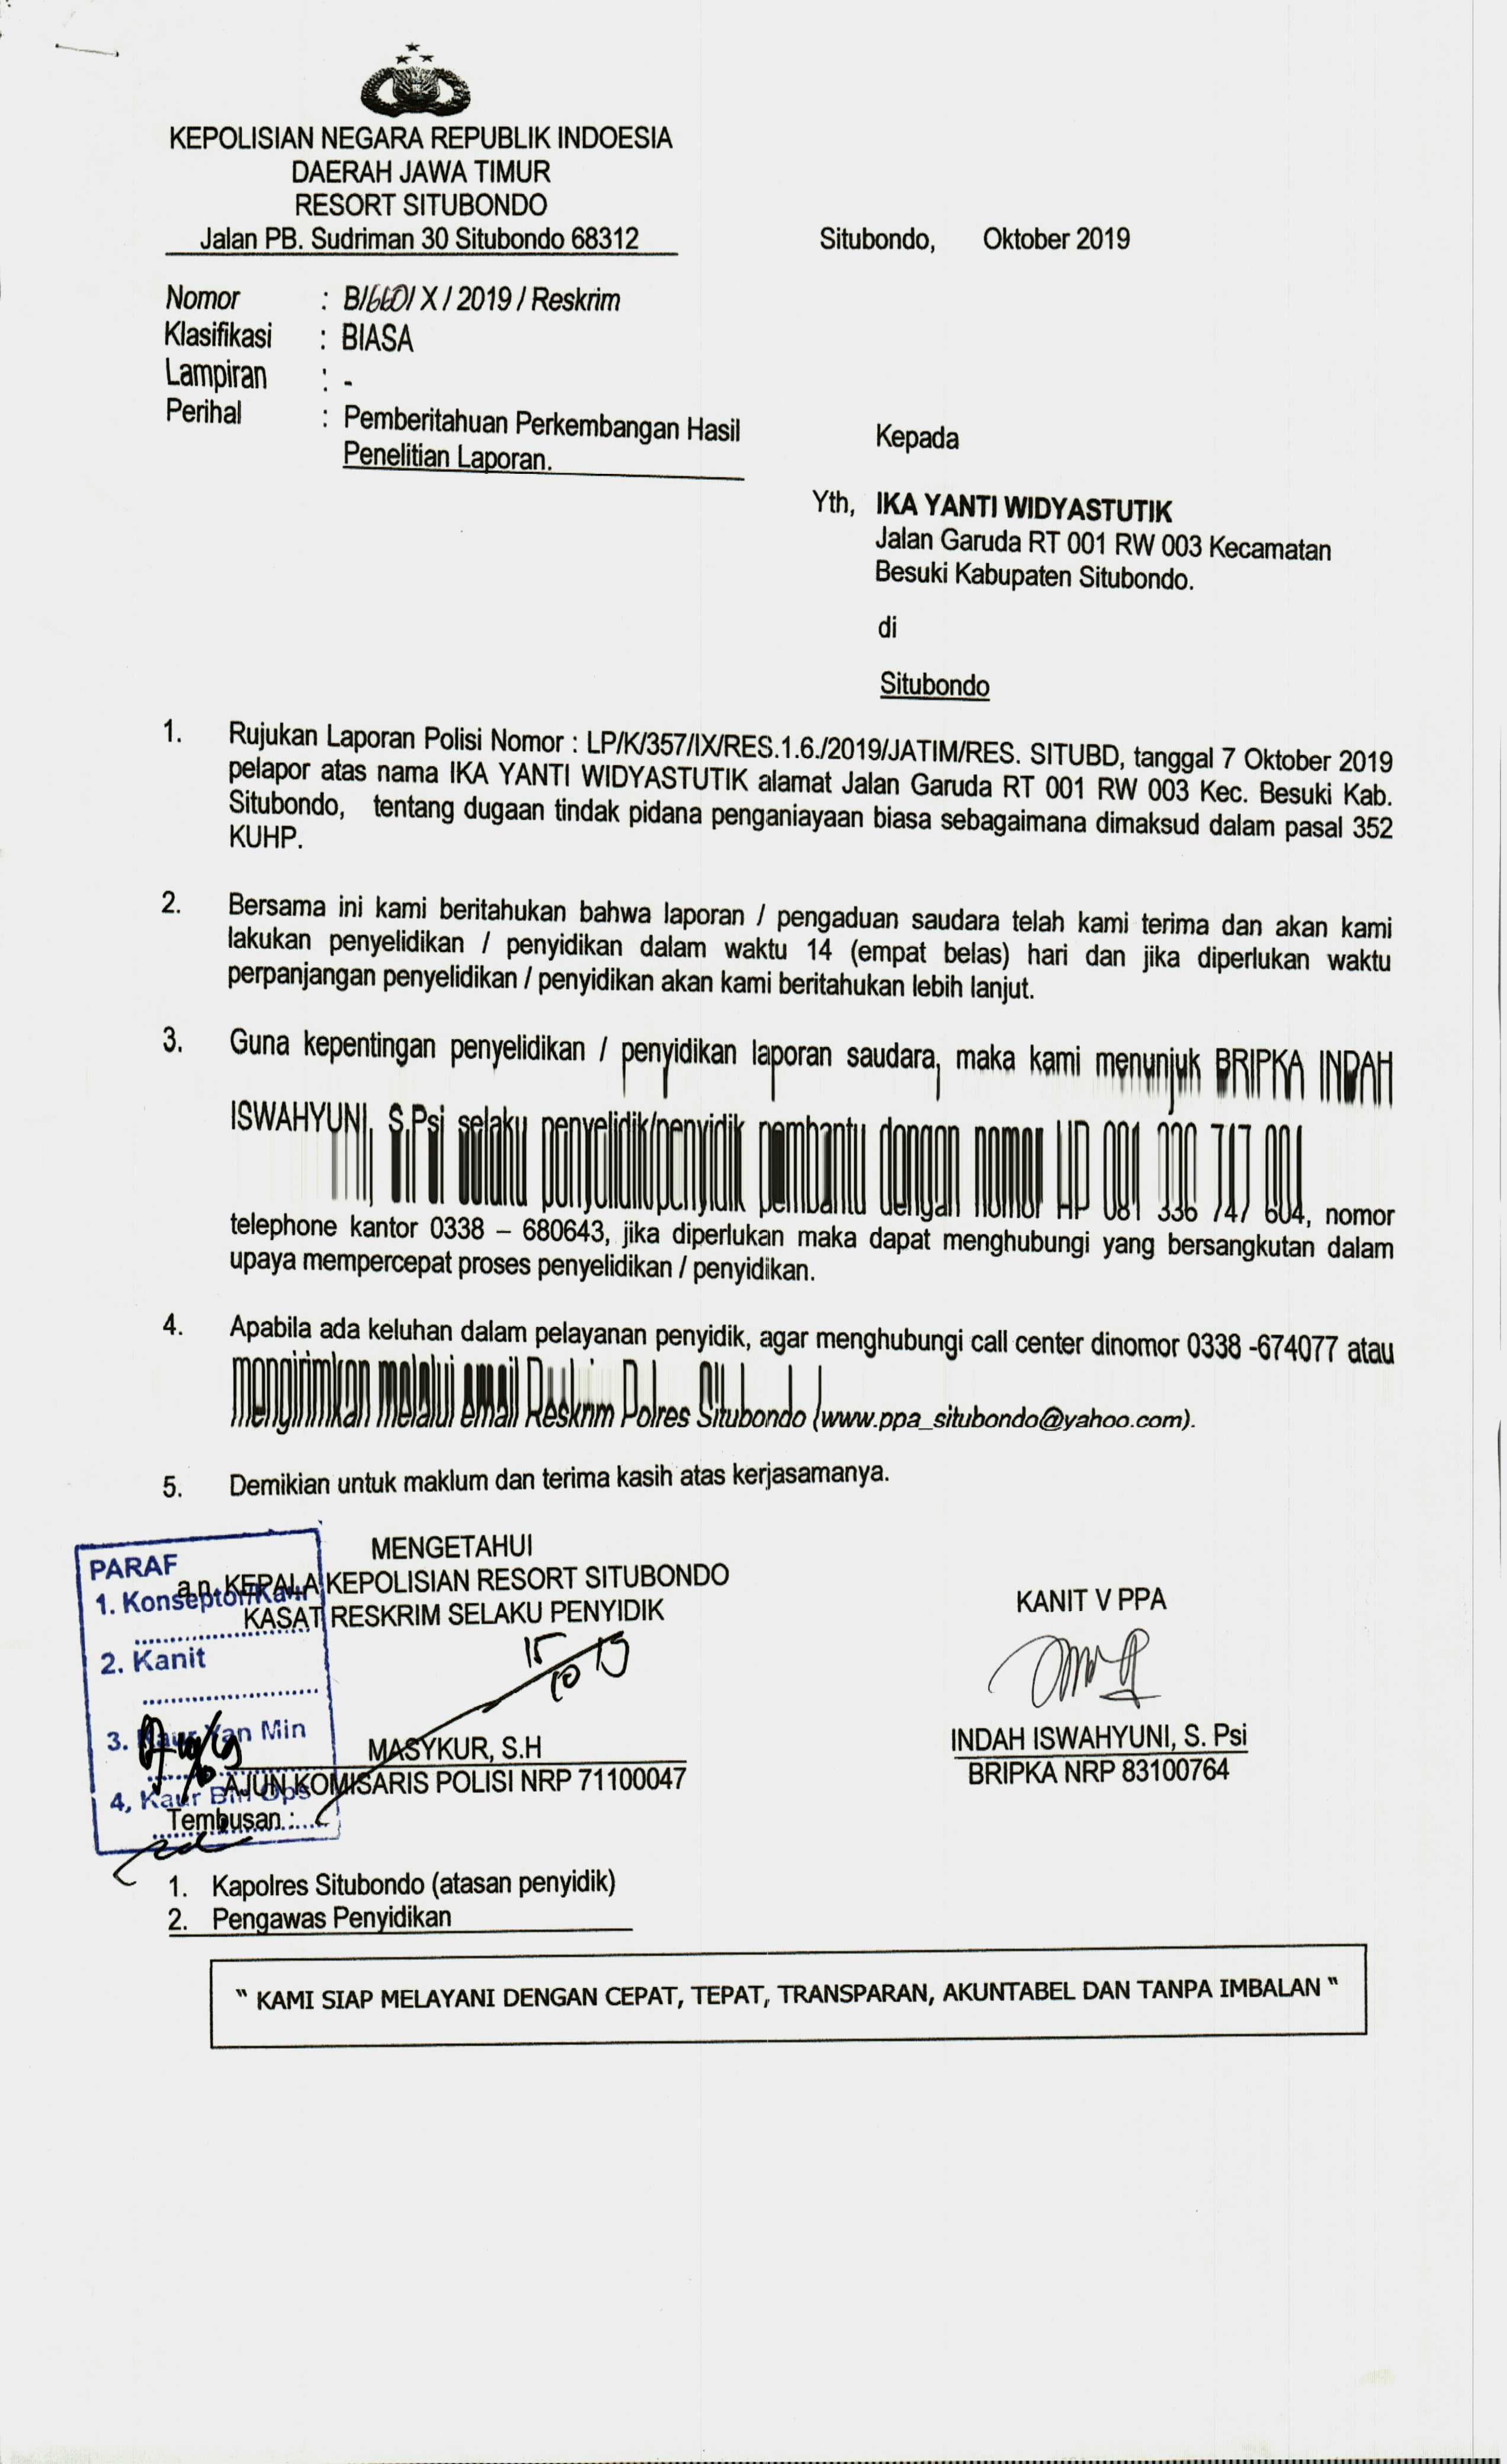 KEPOLISIAN NEGARA REPUBLIK INDOESIA
DAERAH JAWA TIMUR
RESORT SITUBONDO
Jalan PB. Sudriman 30 Situbondo 68312
Situbondo, Oktober 2019
Nomor : B/660/ X / 2019 / Reskrim
Klasifikasi : BIASA
Lampiran : -
Perihal : Pemberitahuan Perkembangan Hasil
Penelitian Laporan.
Kepada
Yth, IKA YANTI WIDYASTUTIK
Jalan Garuda RT 001 RW 003 Kecamatan
Besuki Kabupaten Situbondo.
di
Situbondo
1. Rujukan Laporan Polisi Nomor : LP/K/357/IX/RES.1.6./2019/JATIM/RES. SITUBD, tanggal 7 Oktober 2019
pelapor atas nama IKA YANTI WIDYASTUTIK alamat Jalan Garuda RT 001 RW 003 Kec. Besuki Kab.
Situbondo, tentang dugaan tindak pidana penganiayaan biasa sebagaimana dimaksud dalam pasal 352
KUHP.
2. Bersama ini kami beritahukan bahwa laporan / pengaduan saudara telah kami terima dan akan kami
lakukan penyelidikan / penyidikan dalam waktu 14 (empat belas) hari dan jika diperlukan waktu
perpanjangan penyelidikan / penyidikan akan kami beritahukan lebih lanjut.
3. Guna kepentingan penyelidikan / penyidikan laporan saudara, maka kami menunjuk BRIPKA INDAH
ISWAHYUNI, S.Psi selaku penyelidik/penyidik pembantu dengan nomor HP 081 336 747 604, nomor
telephone kantor 0338 – 680643, jika diperlukan maka dapat menghubungi yang bersangkutan dalam
upaya mempercepat proses penyelidikan / penyidikan.
4. Apabila ada keluhan dalam pelayanan penyidik, agar menghubungi call center dinomor 0338 -674077 atau
mengirimkan melalui email Reskrim Polres Situbondo (www.ppa_situbondo@yahoo.com).
5. Demikian untuk maklum dan terima kasih atas kerjasamanya.
MENGETAHUI
a.n. KEPALA KEPOLISIAN RESORT SITUBONDO
KASAT RESKRIM SELAKU PENYIDIK
15/10 19
MASYKUR, S.H
AJUN KOMISARIS POLISI NRP 71100047
KANIT V PPA
INDAH ISWAHYUNI, S. Psi
BRIPKA NRP 83100764
PARAF
1. Konseptor/Kaur
2. Kanit
3. Kaur Yan Min
4, Kaur Bin Ops
Tembusan :
1. Kapolres Situbondo (atasan penyidik)
2. Pengawas Penyidikan
" KAMI SIAP MELAYANI DENGAN CEPAT, TEPAT, TRANSPARAN, AKUNTABEL DAN TANPA IMBALAN "